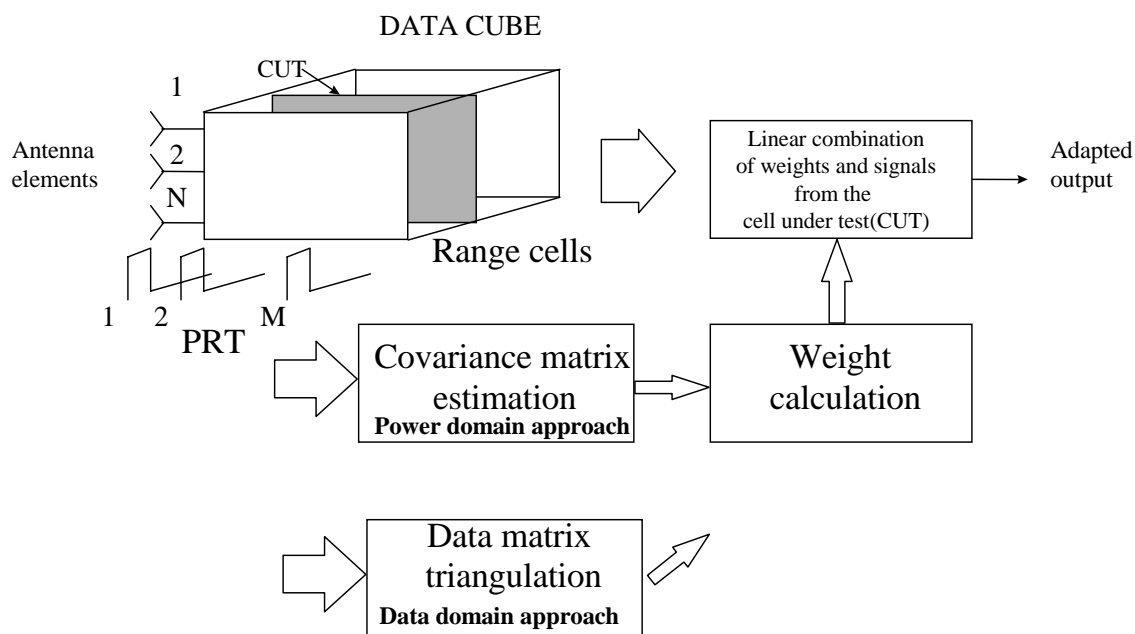 DATA CUBE
CUT
1
2
N
Antenna
elements
Range cells
1 2 M
PRT
Linear combination
of weights and signals
from the
cell under test(CUT)
Adapted
output
Covariance matrix
estimation
Power domain approach
Weight
calculation
Data matrix
triangulation
Data domain approach